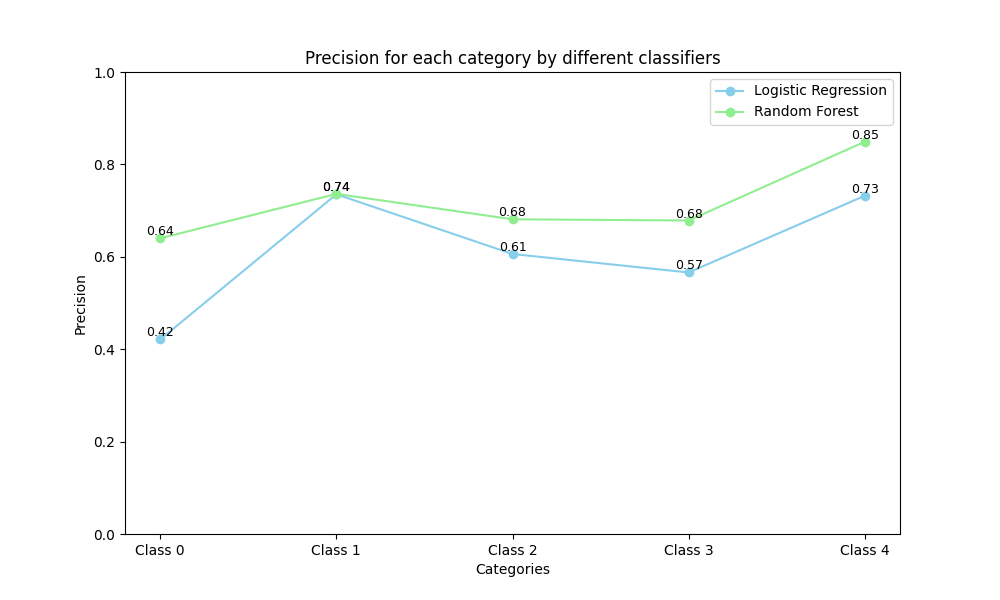 Precision for each category by different classifiers
Logistic Regression
Random Forest
1.0
0.8
0.6
0.4
0.2
0.0
Precision
0.64
0.74
0.74
0.68
0.68
0.85
0.42
0.61
0.57
0.73
Class 0
Class 1
Class 2
Class 3
Class 4
Categories